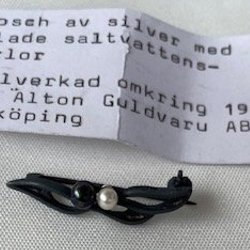 osch av silver med
lade saltvattens-
rlor
lverkad omkring 19
Älton Guldvaru AB
köping